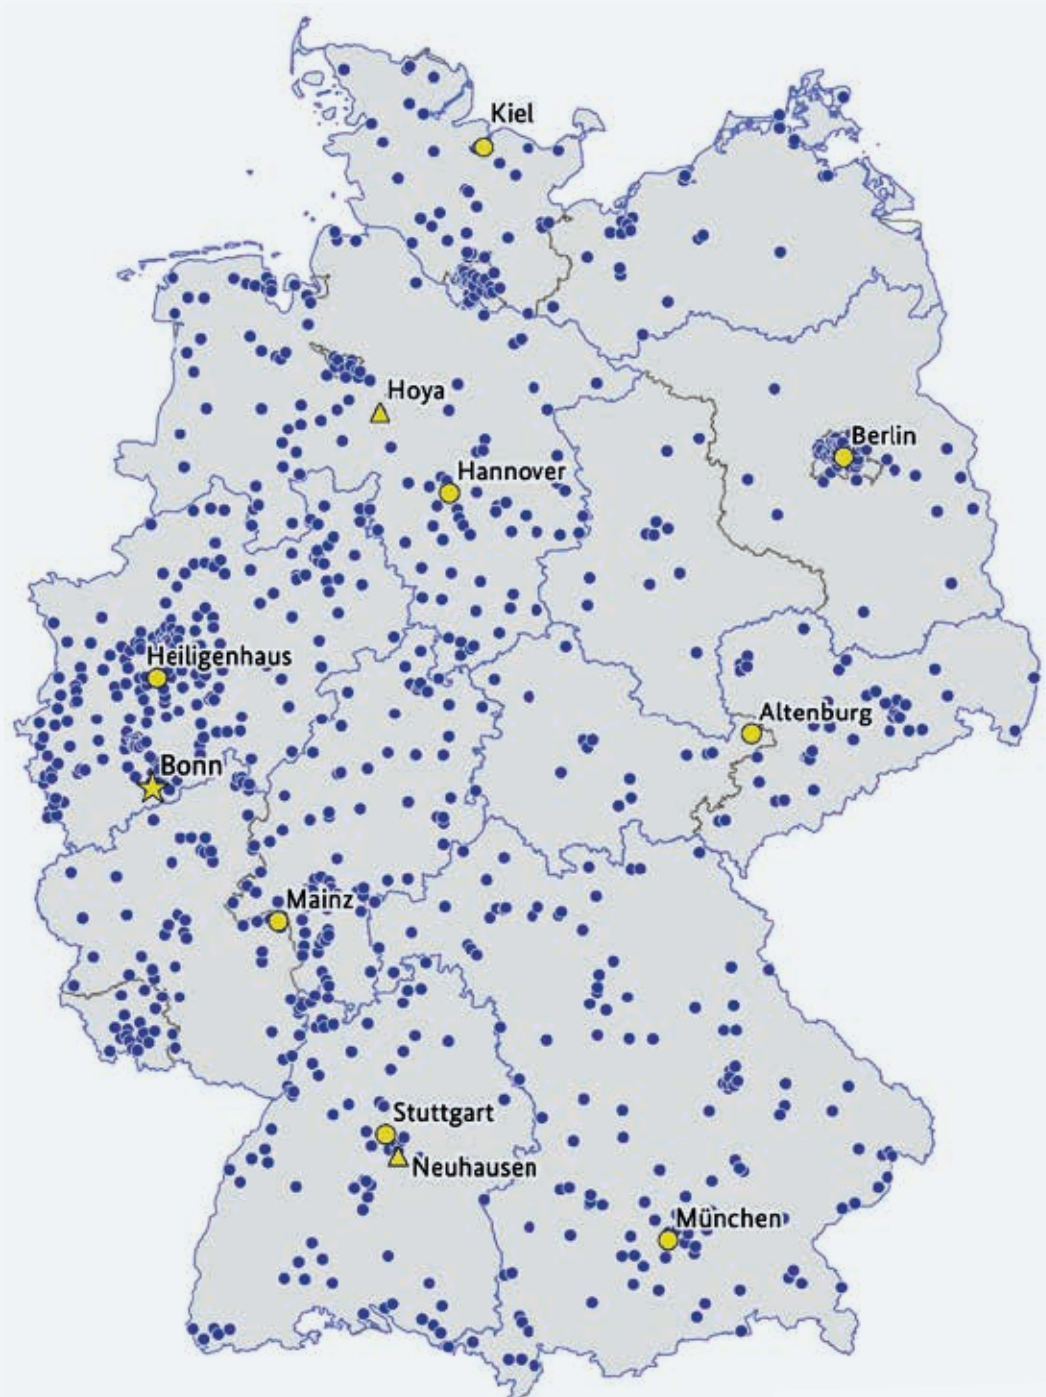 Kiel
Hoya
Berlin
Hannover
Heiligenhaus
Altenburg
Bonn
Mainz
Stuttgart
Neuhausen
München